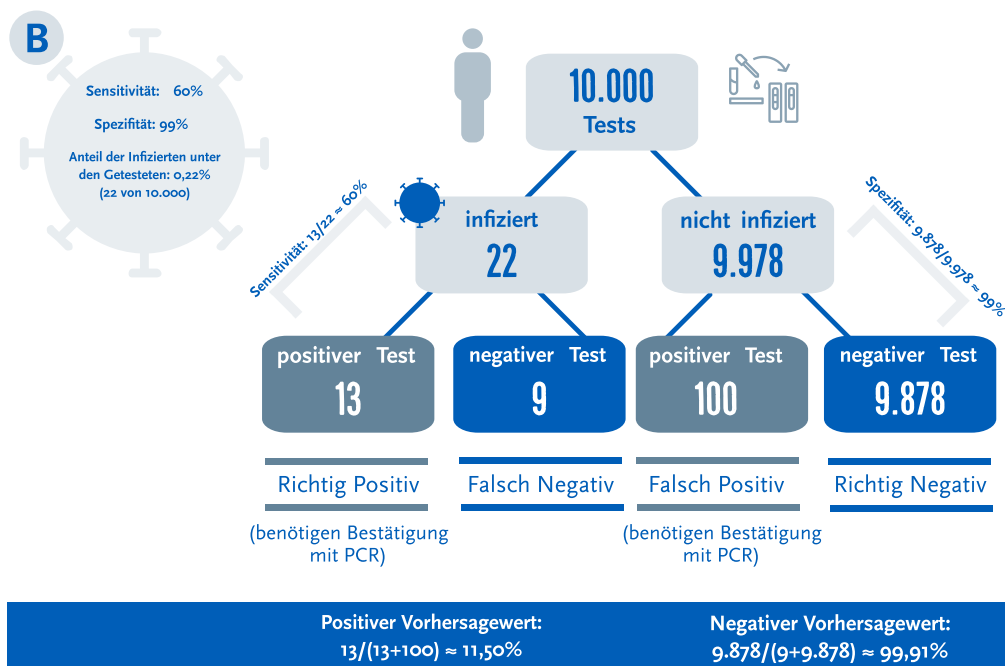 B
Sensitivität: 60%
Spezifität: 99%
Anteil der Infizierten unter
den Getesteten: 0,22%
(22 von 10.000)
10.000
Tests
Sensitivität: 13/22 ≈ 60%
infiziert
22
nicht infiziert
9.978
Spezifität: 9.878/9.978 ≈ 99%
positiver Test
13
negativer Test
9
positiver Test
100
negativer Test
9.878
Richtig Positiv
Falsch Negativ
Falsch Positiv
Richtig Negativ
(benötigen Bestätigung
mit PCR)
(benötigen Bestätigung
mit PCR)
Positiver Vorhersagewert:
13/(13+100) ≈ 11,50%
Negativer Vorhersagewert:
9.878/(9+9.878) ≈ 99,91%